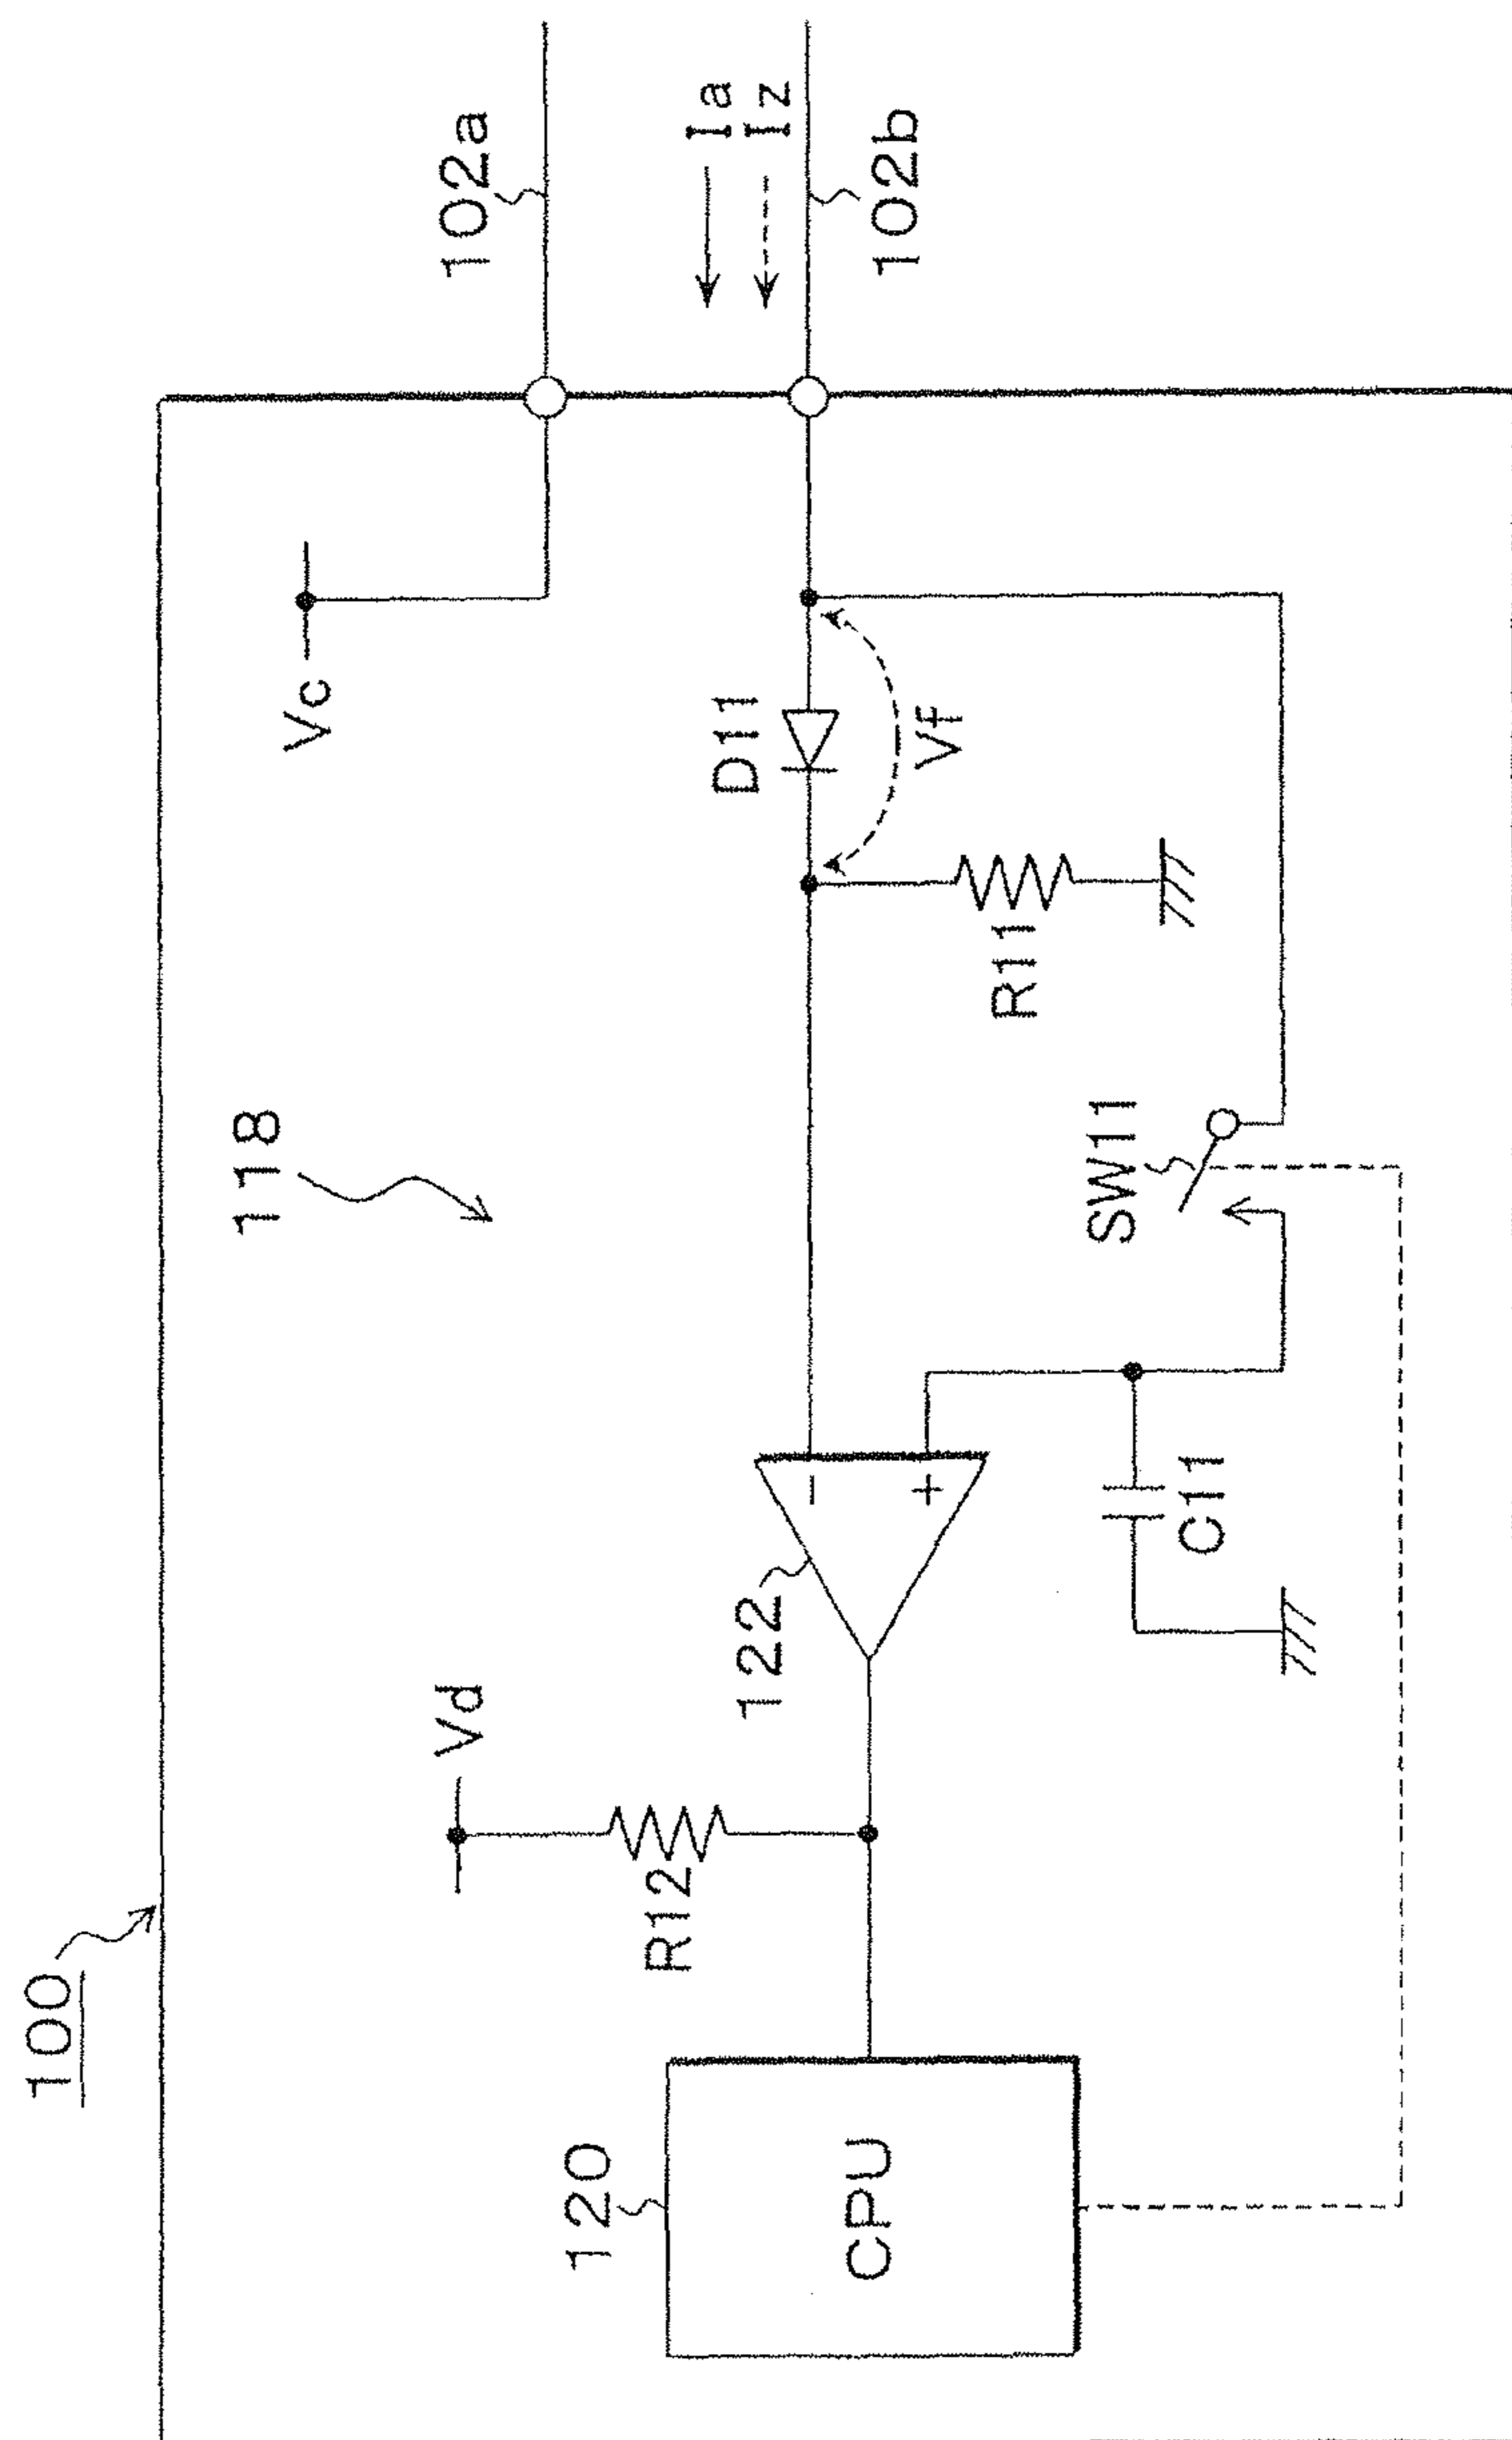 100
118
Vc
102a
Vd
Ia
Iz
120
R12
122
D11
102b
CPU
−
+
Vf
R11
SW11
C11